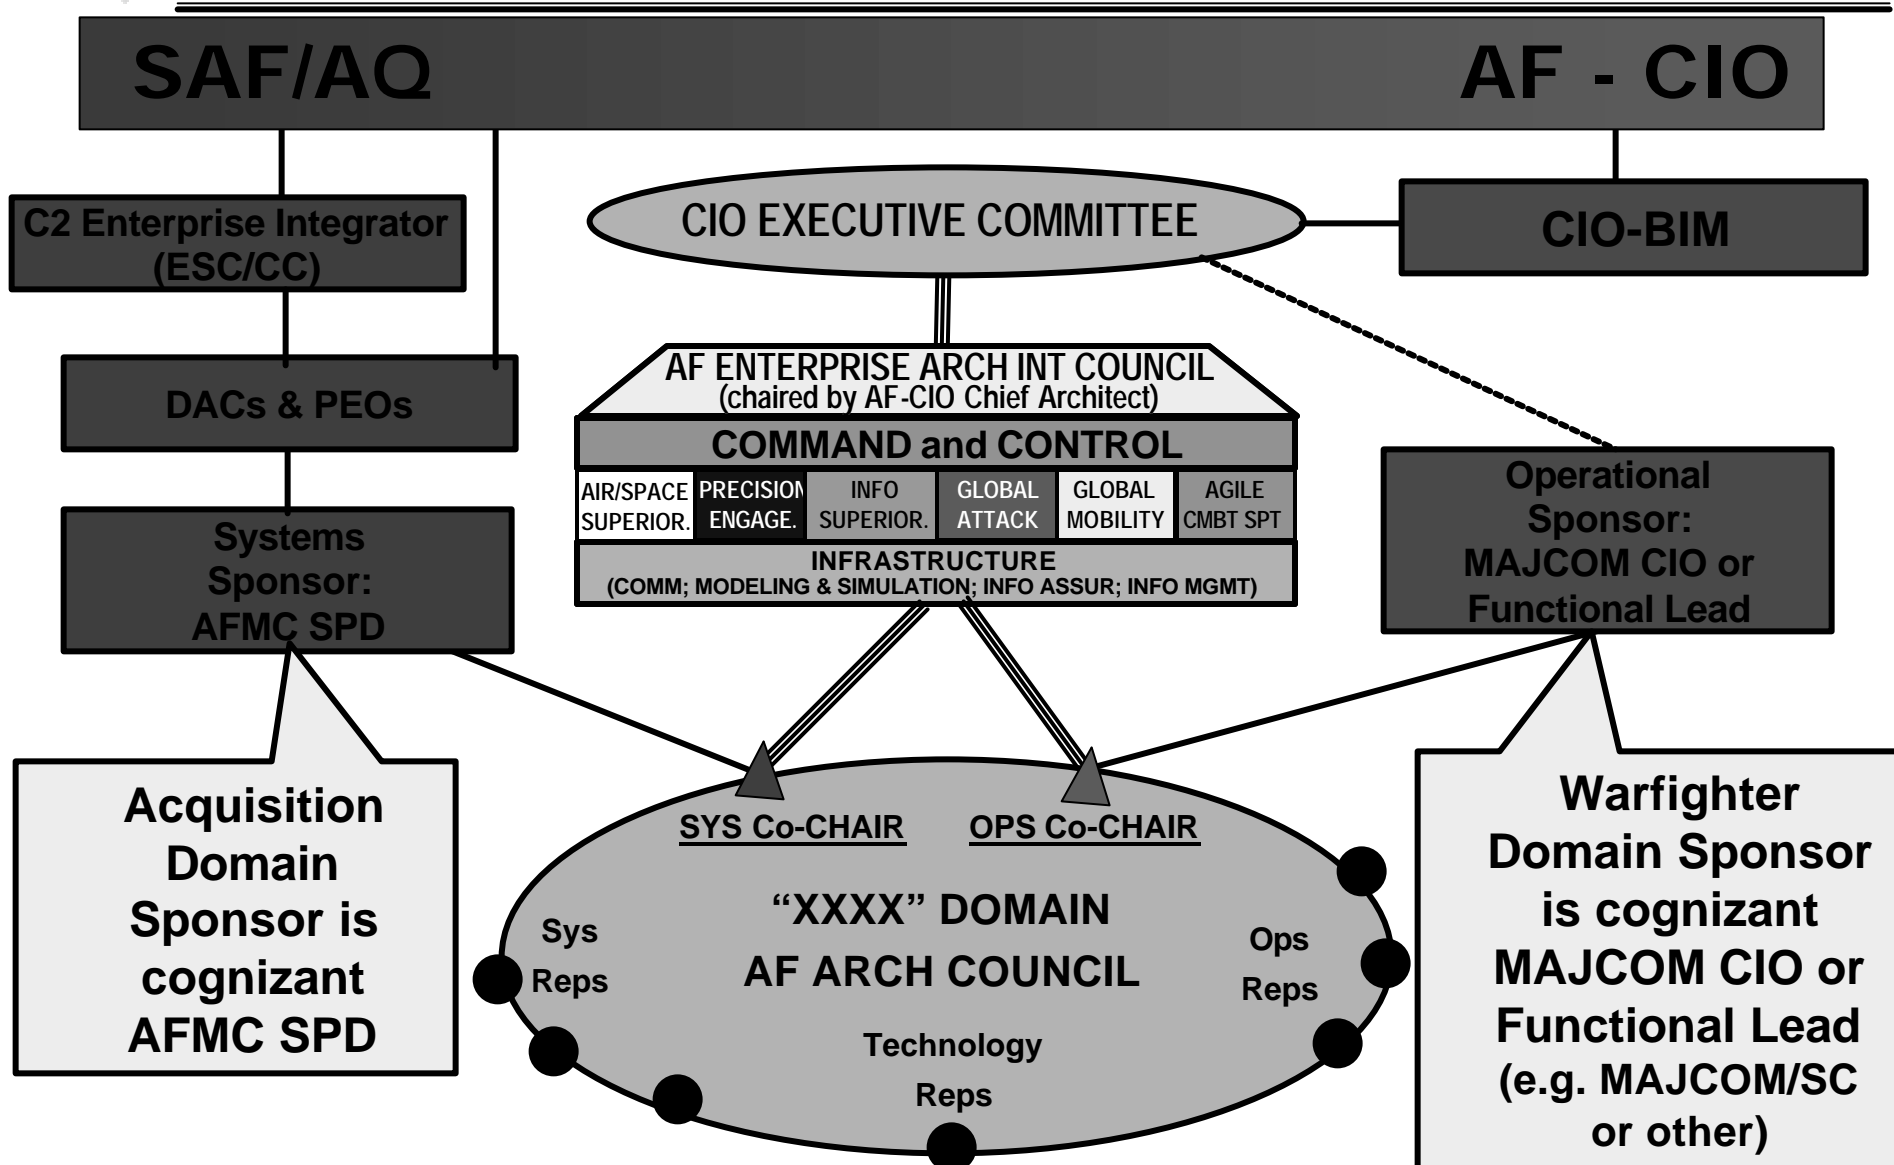 SAF/AQ
AF - CIO
C2 Enterprise Integrator
(ESC/CC)
CIO EXECUTIVE COMMITTEE
CIO-BIM
DACs & PEOs
AF ENTERPRISE ARCH INT COUNCIL
(chaired by AF-CIO Chief Architect)
COMMAND and CONTROL
AIR/SPACE
SUPERIOR.
PRECISION
ENGAGE.
INFO
SUPERIOR.
GLOBAL
ATTACK
GLOBAL
MOBILITY
AGILE
CMBT SPT
INFRASTRUCTURE
(COMM; MODELING & SIMULATION; INFO ASSUR; INFO MGMT)
Systems
Sponsor:
AFMC SPD
Operational
Sponsor:
MAJCOM CIO or
Functional Lead
Acquisition
Domain
Sponsor is
cognizant
AFMC SPD
SYS Co-CHAIR
OPS Co-CHAIR
“XXXX” DOMAIN
AF ARCH COUNCIL
Sys
Reps
Ops
Reps
Technology
Reps
Warfighter
Domain Sponsor
is cognizant
MAJCOM CIO or
Functional Lead
(e.g. MAJCOM/SC
or other)